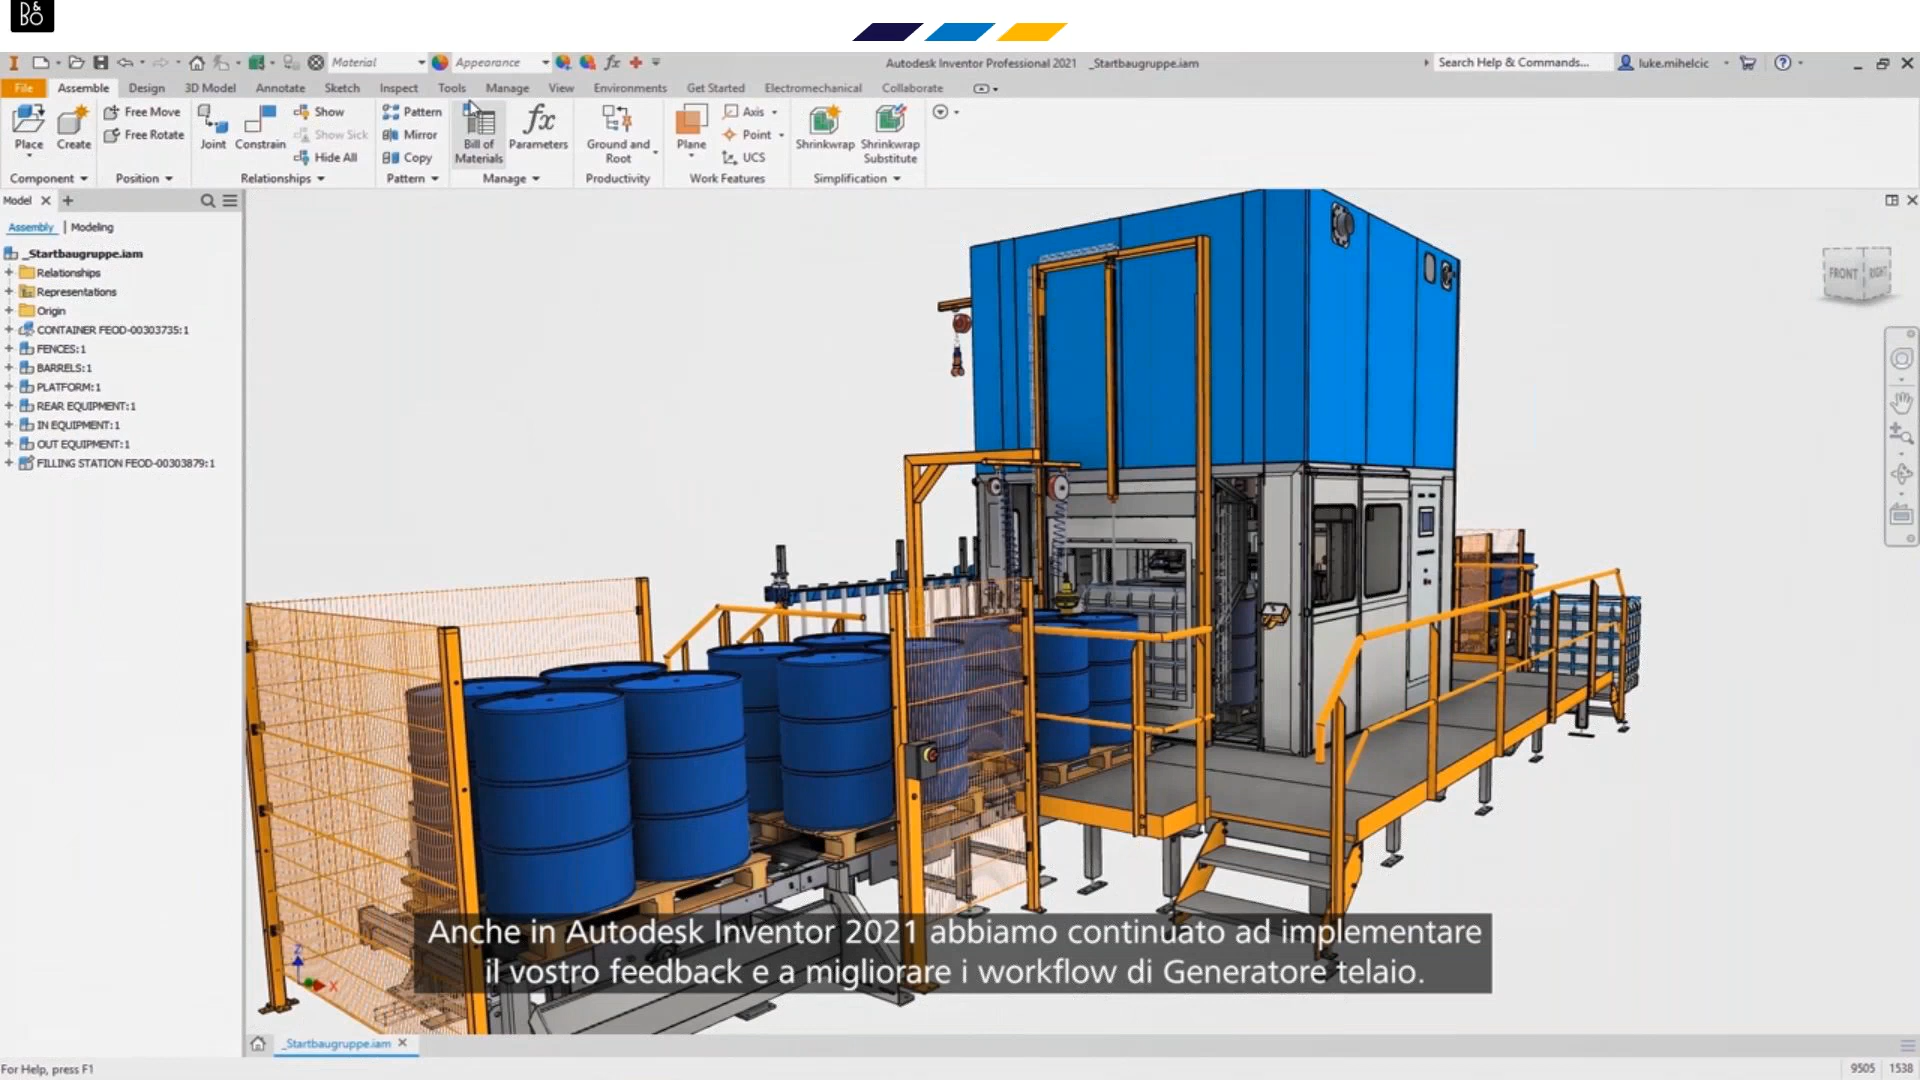 B&O
Material
Appearance
fx
Autodesk Inventor Professional 2021 _Startbaugruppe.iam
Search Help & Commands...
luke.mihelcic
File Assemble Design 3D Model Annotate Sketch Inspect Tools Manage View Environments Get Started Electromechanical Collaborate
Place
Create
Free Move
Free Rotate
Joint
Constrain
Show
Show Sick
Hide All
Pattern
Mirror
Copy
Bill of
Materials
fx
Parameters
Ground and
Root
Plane
Axis
Point
UCS
Shrinkwrap
Shrinkwrap
Substitute
Component Position Relationships Pattern Manage Productivity Work Features Simplification
Model
Assembly | Modeling
_Startbaugruppe.iam
Relationships
Representations
Origin
CONTAINER FEOD-00303735:1
FENCES:1
BARRELS:1
PLATFORM:1
REAR EQUIPMENT:1
IN EQUIPMENT:1
OUT EQUIPMENT:1
FILLING STATION FEOD-00303879:1
FRONT RIGHT
Z
X
Anche in Autodesk Inventor 2021 abbiamo continuato ad implementare
il vostro feedback e a migliorare i workflow di Generatore telaio.
_Startbaugruppe.iam
For Help, press F1
9505 1538